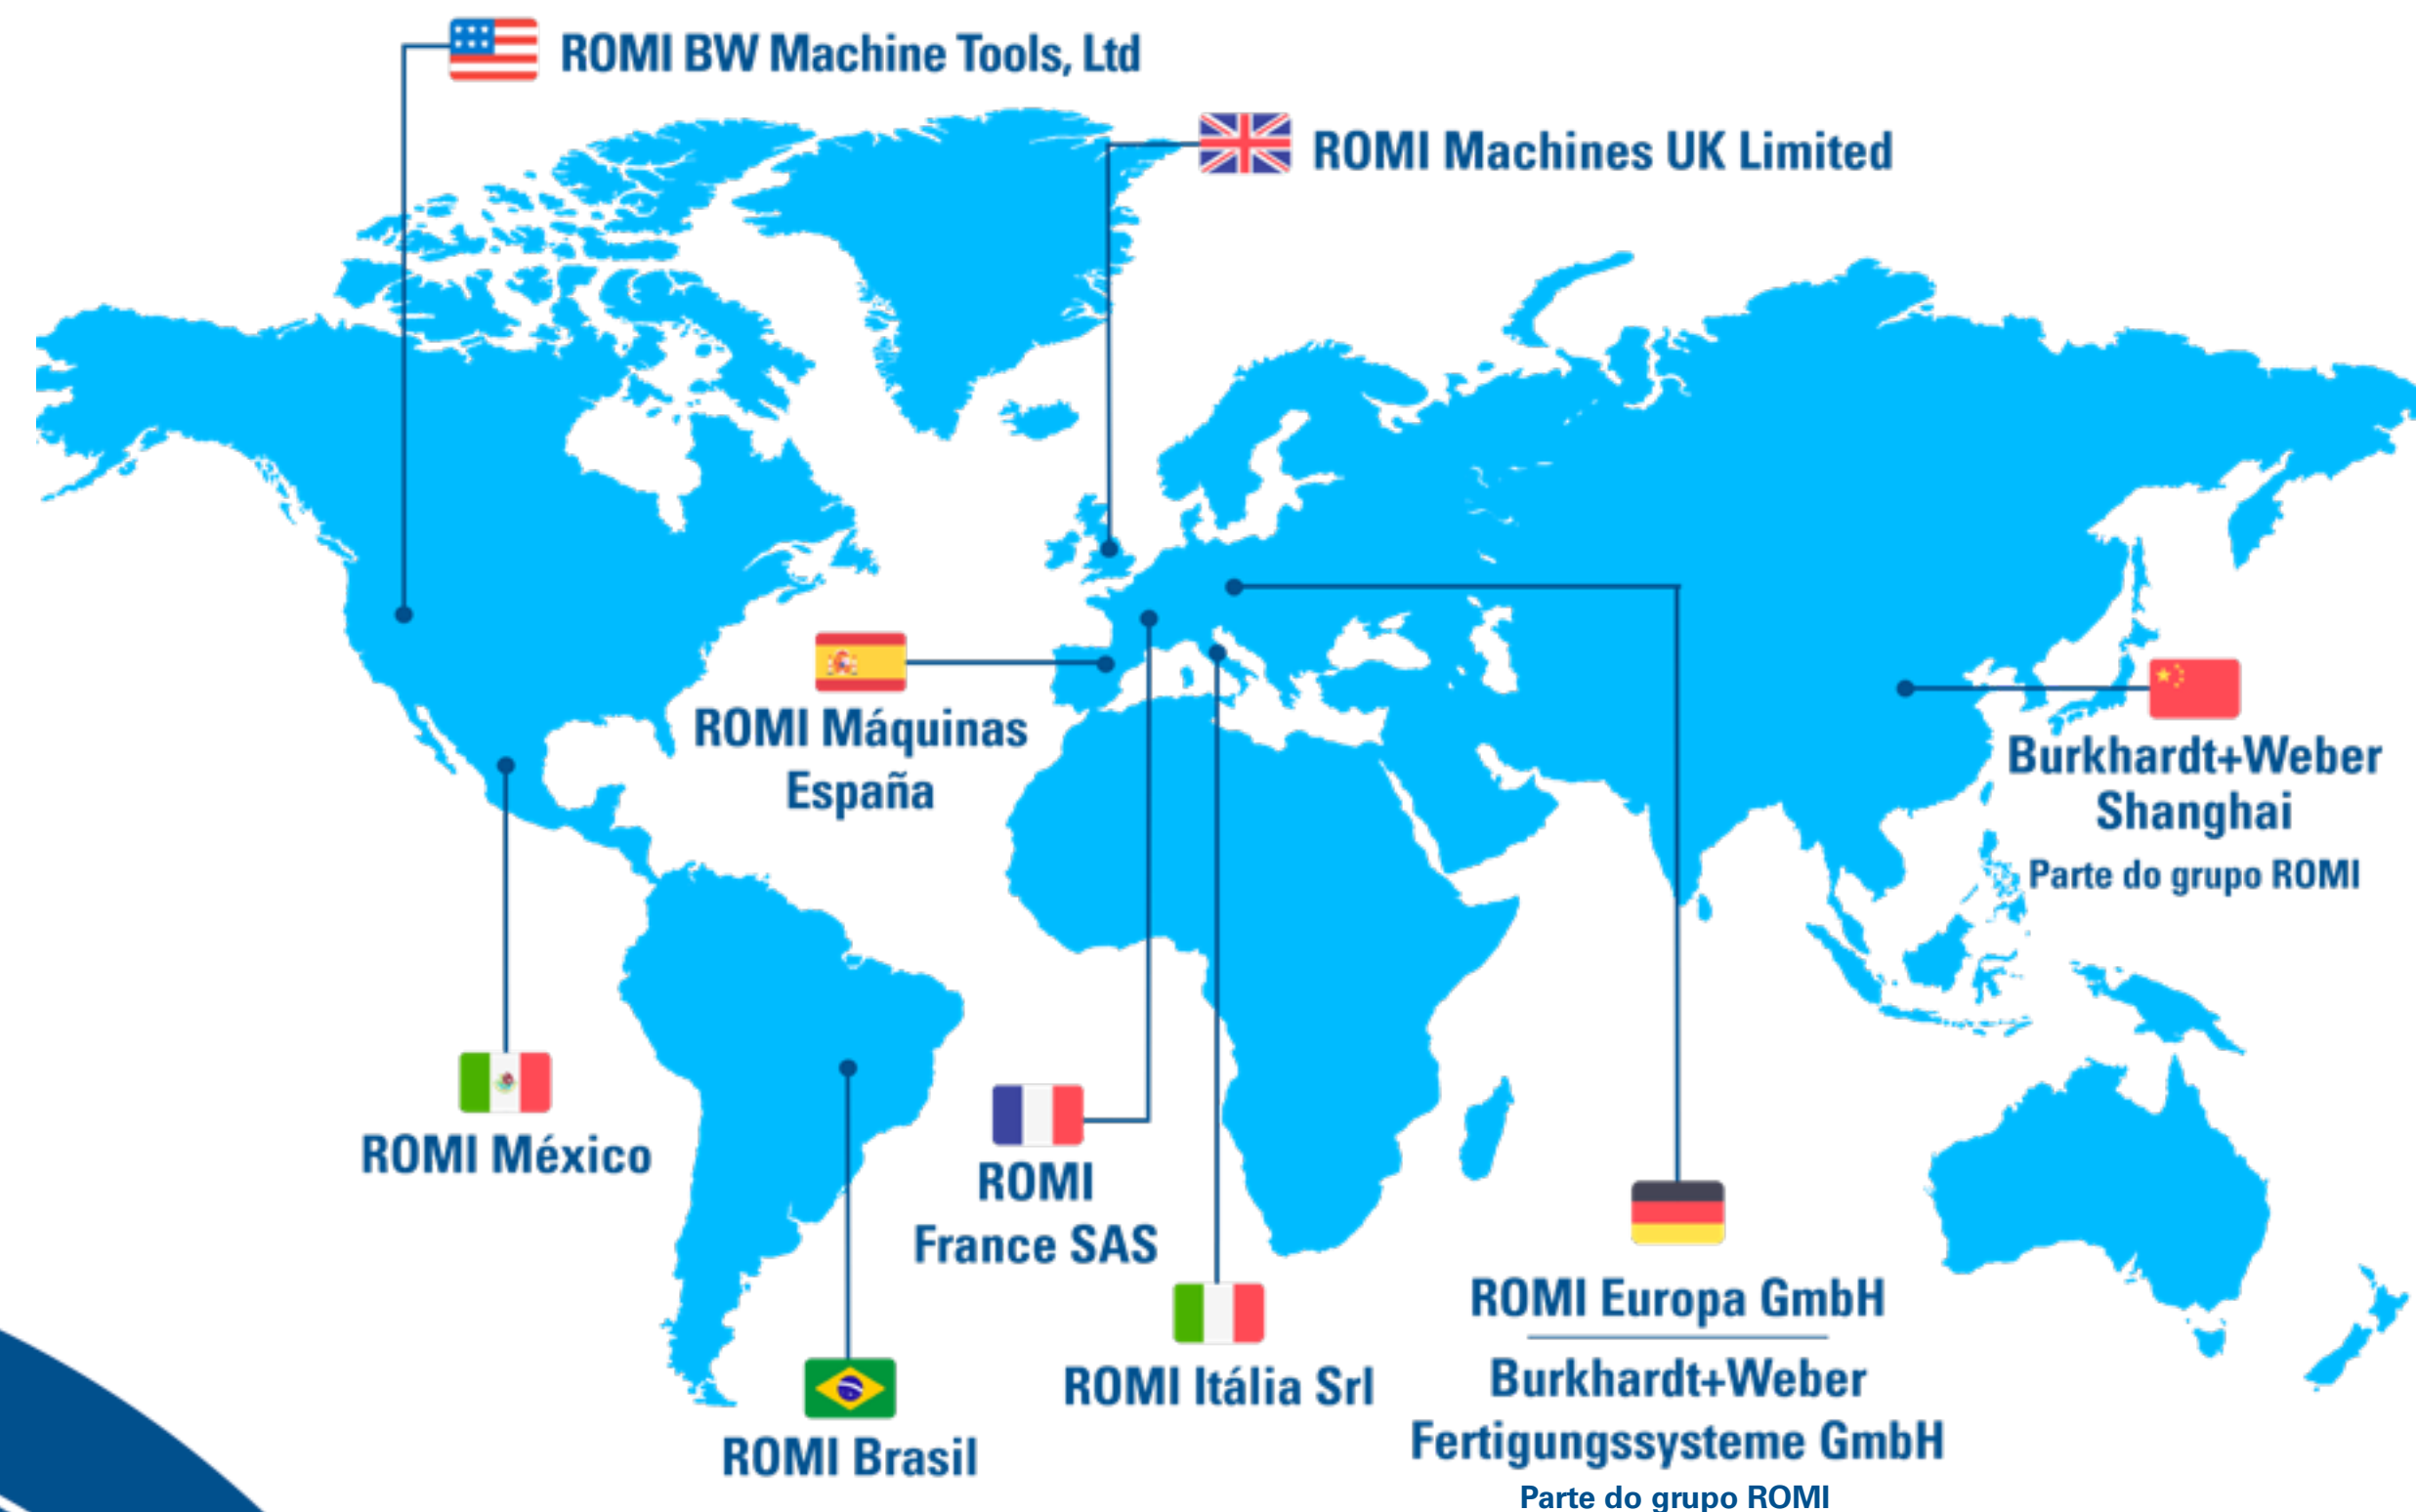 ROMI BW Machine Tools, Ltd
ROMI Machines UK Limited
ROMI Máquinas
España
Burkhardt+Weber
Shanghai
Parte do grupo ROMI
ROMI México
ROMI
France SAS
ROMI Europa GmbH
Burkhardt+Weber
Fertigungssysteme GmbH
Parte do grupo ROMI
ROMI Itália Srl
ROMI Brasil